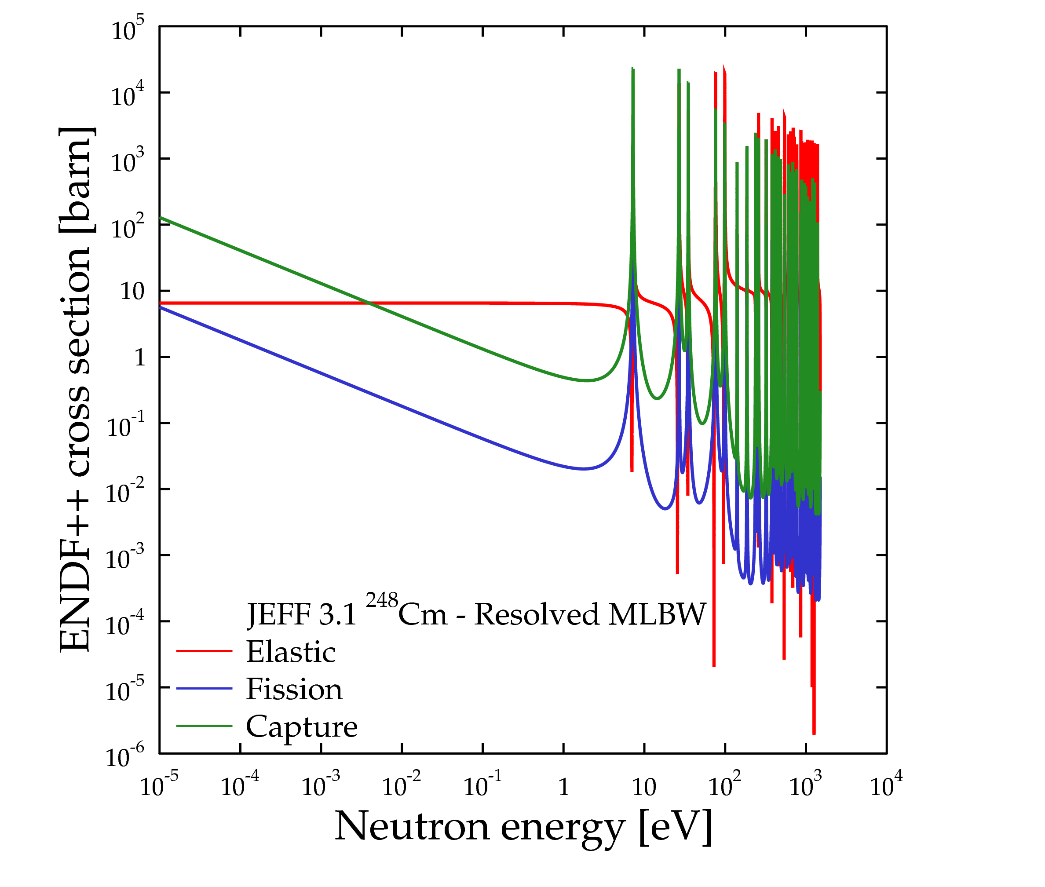 10^5
10^4
10^3
10^2
10
1
10^-1
10^-2
10^-3
10^-4
10^-5
10^-6
ENDF++ cross section [barn]
JEFF 3.1 ^248Cm - Resolved MLBW
Elastic
Fission
Capture
10^-5 10^-4 10^-3 10^-2 10^-1 1 10 10^2 10^3 10^4
Neutron energy [eV]